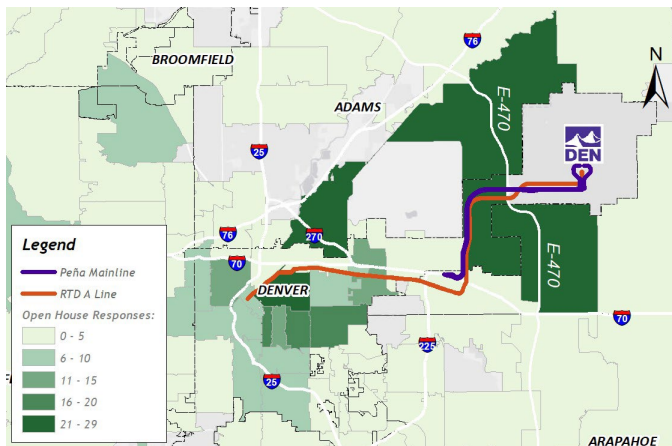 76
BROOMFIELD
N
E-470
ADAMS
25
DEN
76
270
70
E-470
DENVER
70
225
25
ARAPAHOE
Legend
Peña Mainline
RTD A Line
Open House Responses:
0 - 5
6 - 10
11 - 15
16 - 20
21 - 29